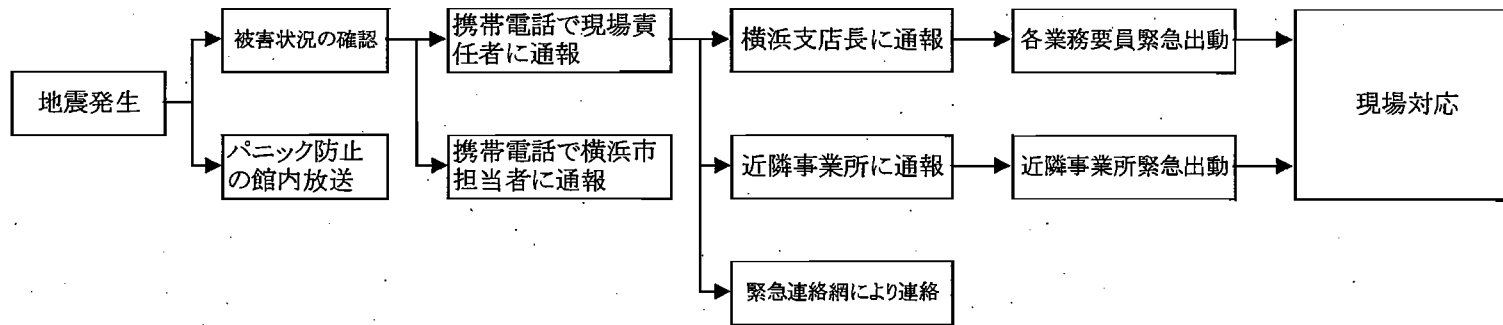 地震発生
被害状況の確認
パニック防止
の館内放送
携帯電話で現場責
任者に通報
携帯電話で横浜市
担当者に通報
横浜支店長に通報
近隣事業所に通報
緊急連絡網により連絡
各業務要員緊急出動
近隣事業所緊急出動
現場対応